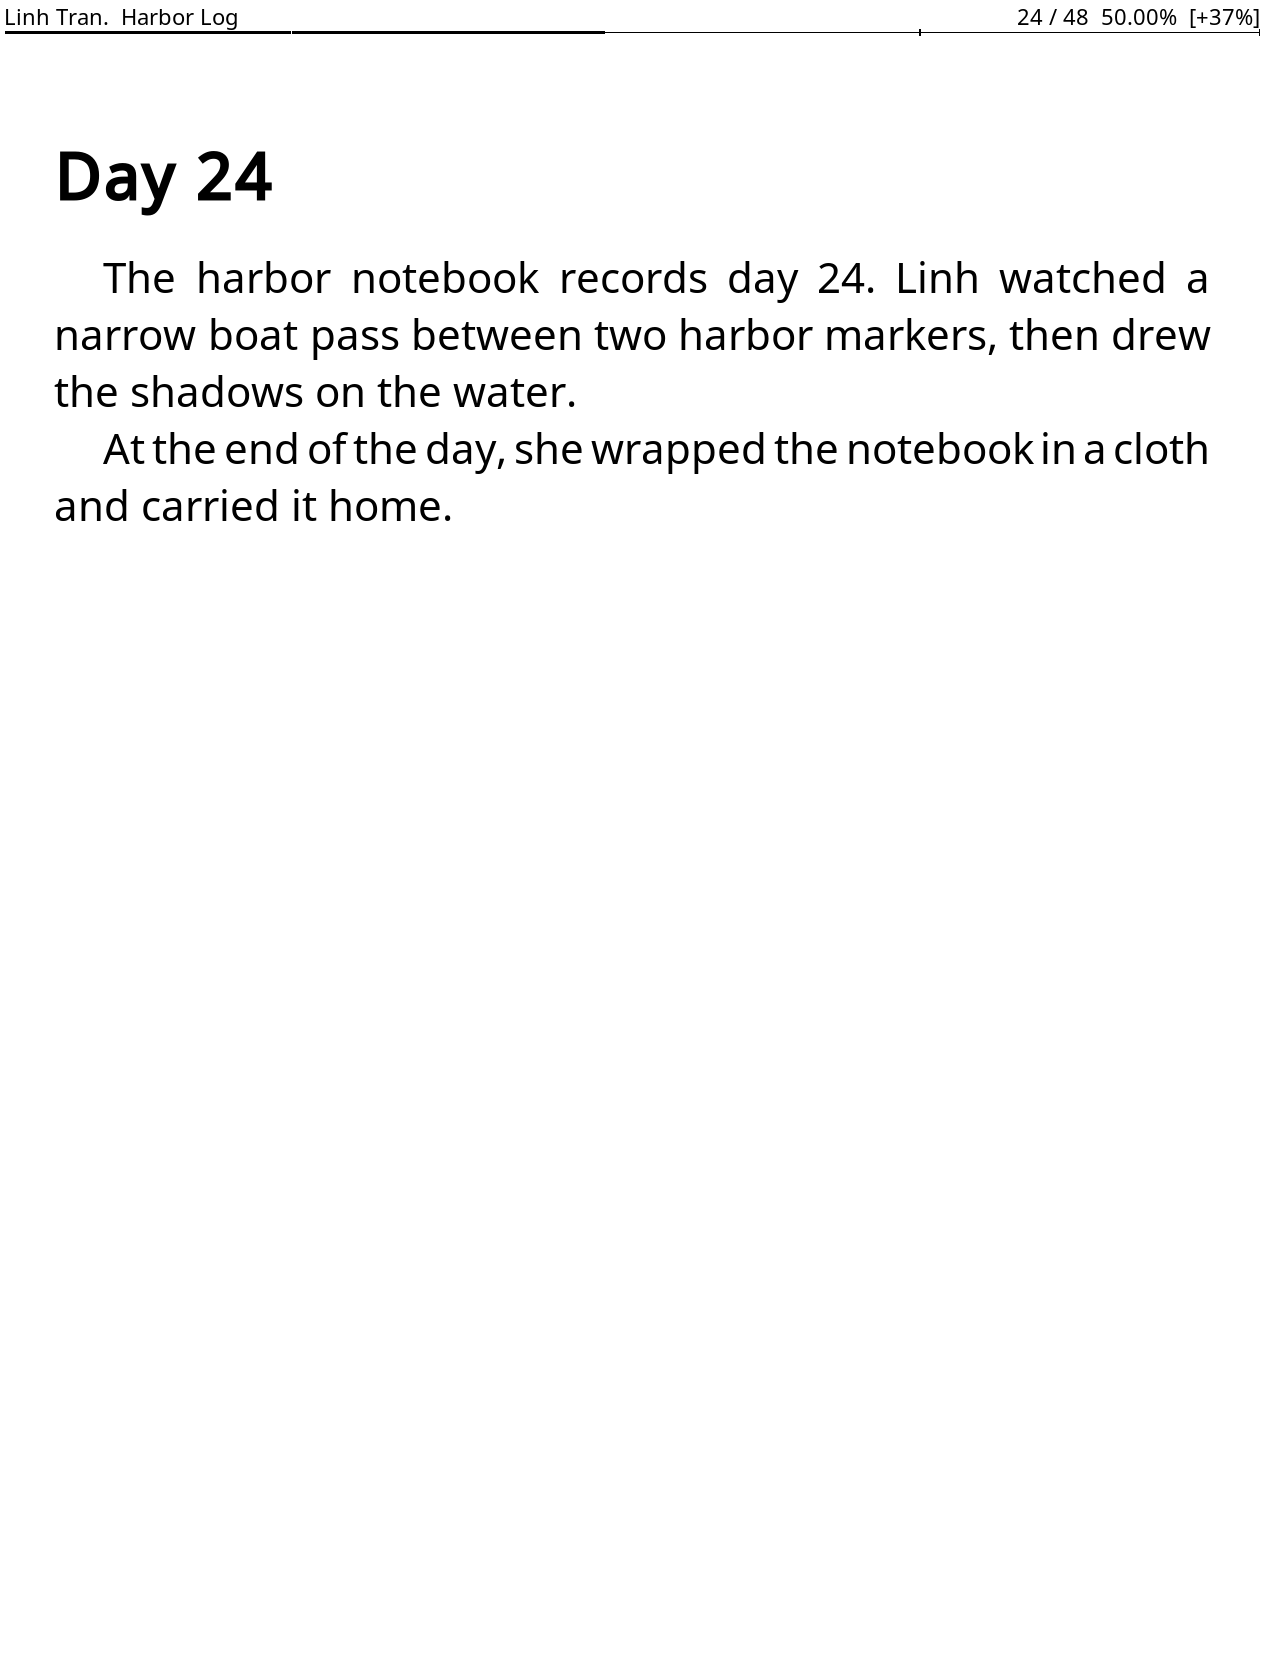 Linh Tran.  Harbor Log
24 / 48  50.00%  [+37%]
Day 24
The harbor notebook records day 24. Linh watched a
narrow boat pass between two harbor markers, then drew
the shadows on the water.
At the end of the day, she wrapped the notebook in a cloth
and carried it home.